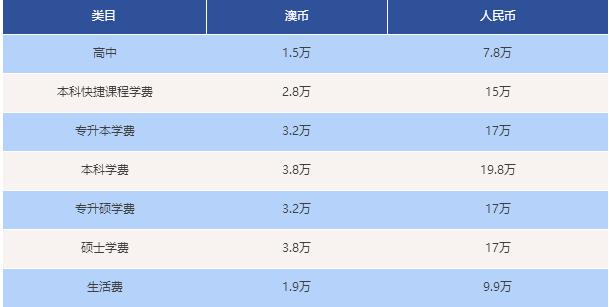 类目 澳币 人民币
高中 1.5万 7.8万
本科快捷课程学费 2.8万 15万
专升本学费 3.2万 17万
本科学费 3.8万 19.8万
专升硕学费 3.2万 17万
硕士学费 3.8万 17万
生活费 1.9万 9.9万